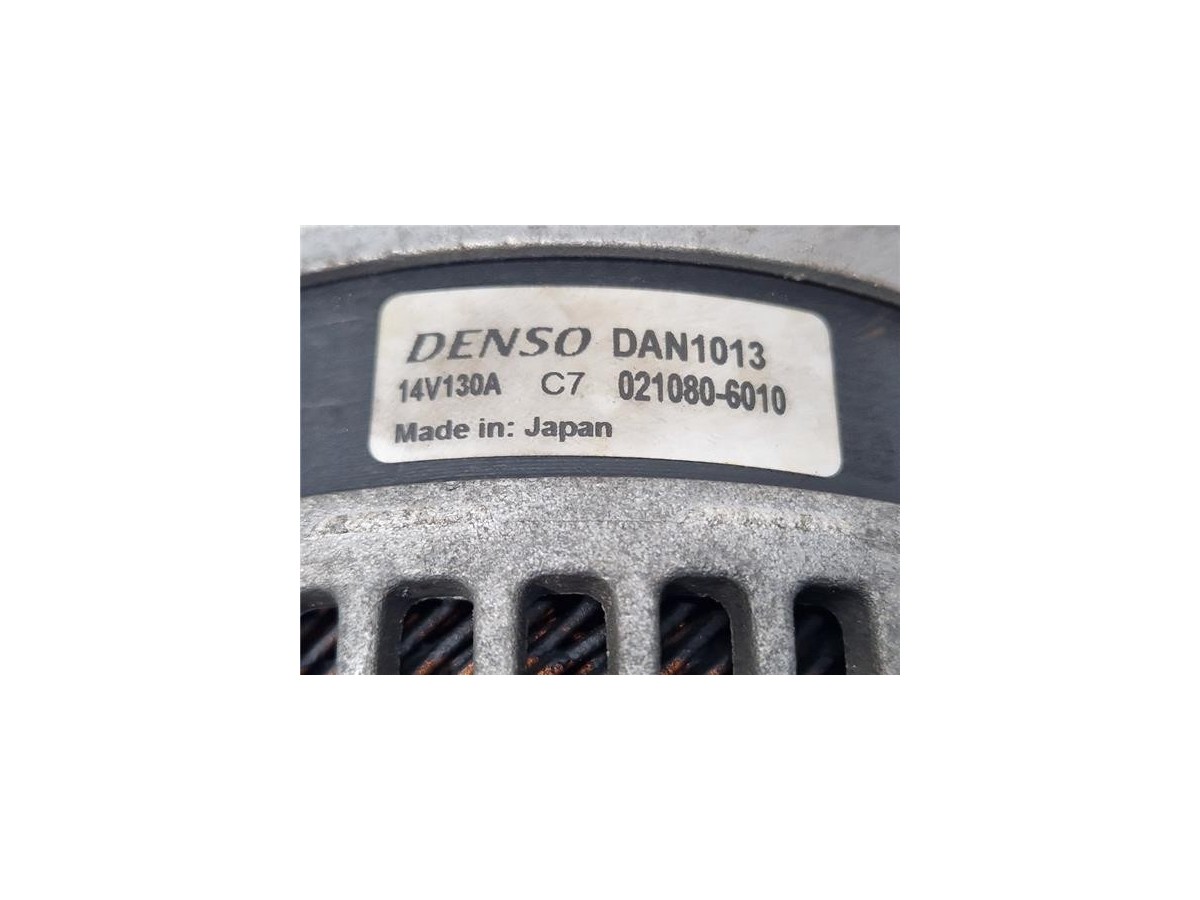 DENSO DAN1013
14V130A C7 021080-6010
Made in: Japan